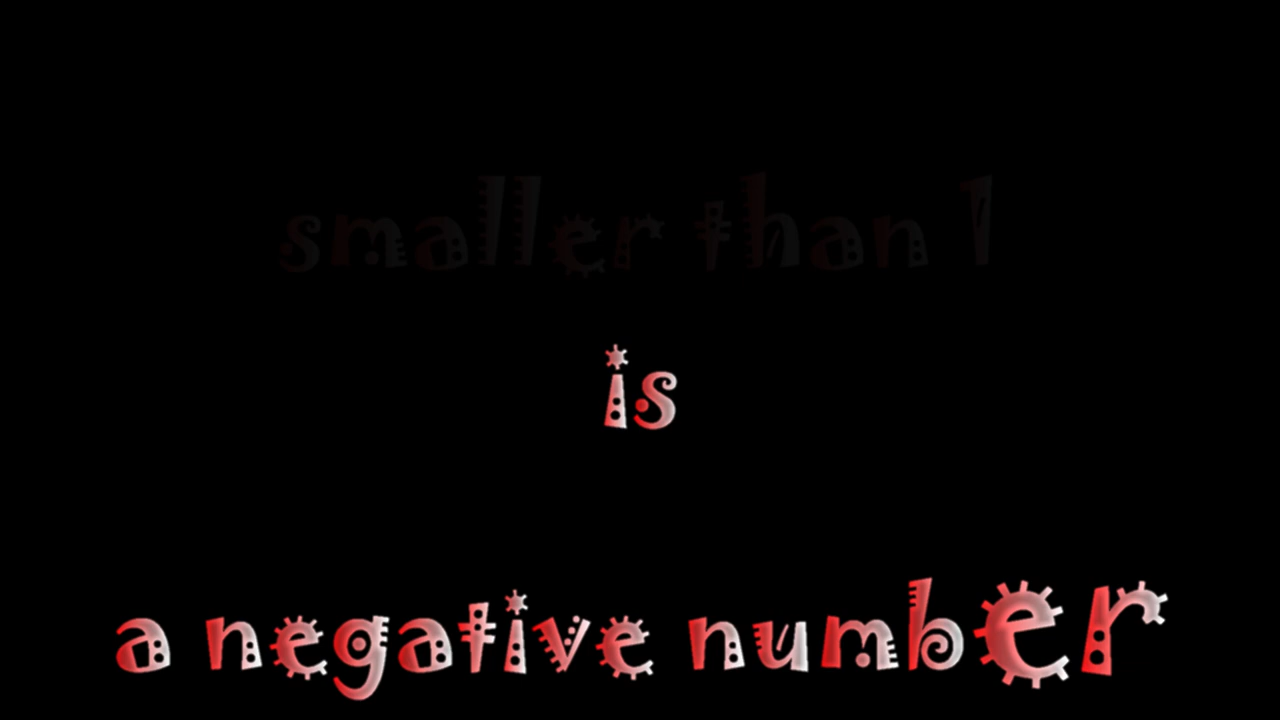 smaller than 1
is
a negative number